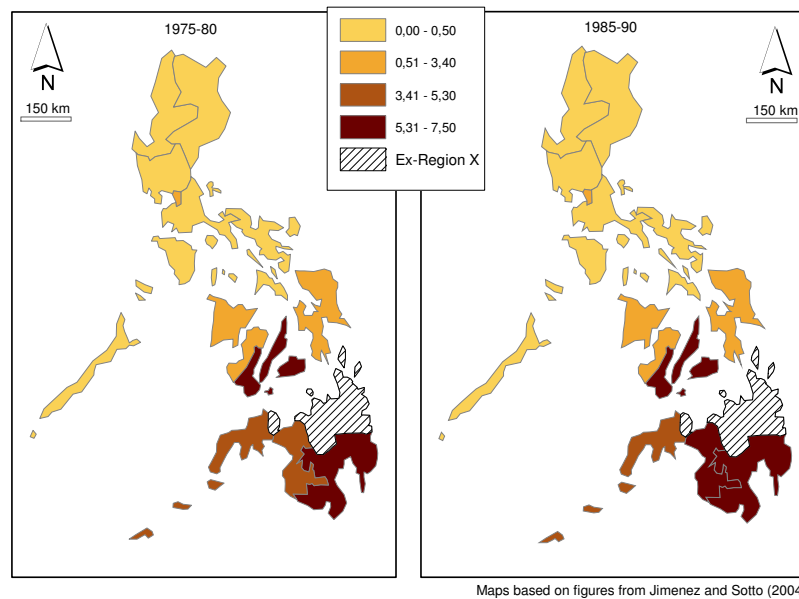 1975-80
N
150 km
0,00 - 0,50
0,51 - 3,40
3,41 - 5,30
5,31 - 7,50
Ex-Region X
1985-90
N
150 km
Maps based on figures from Jimenez and Sotto (2004